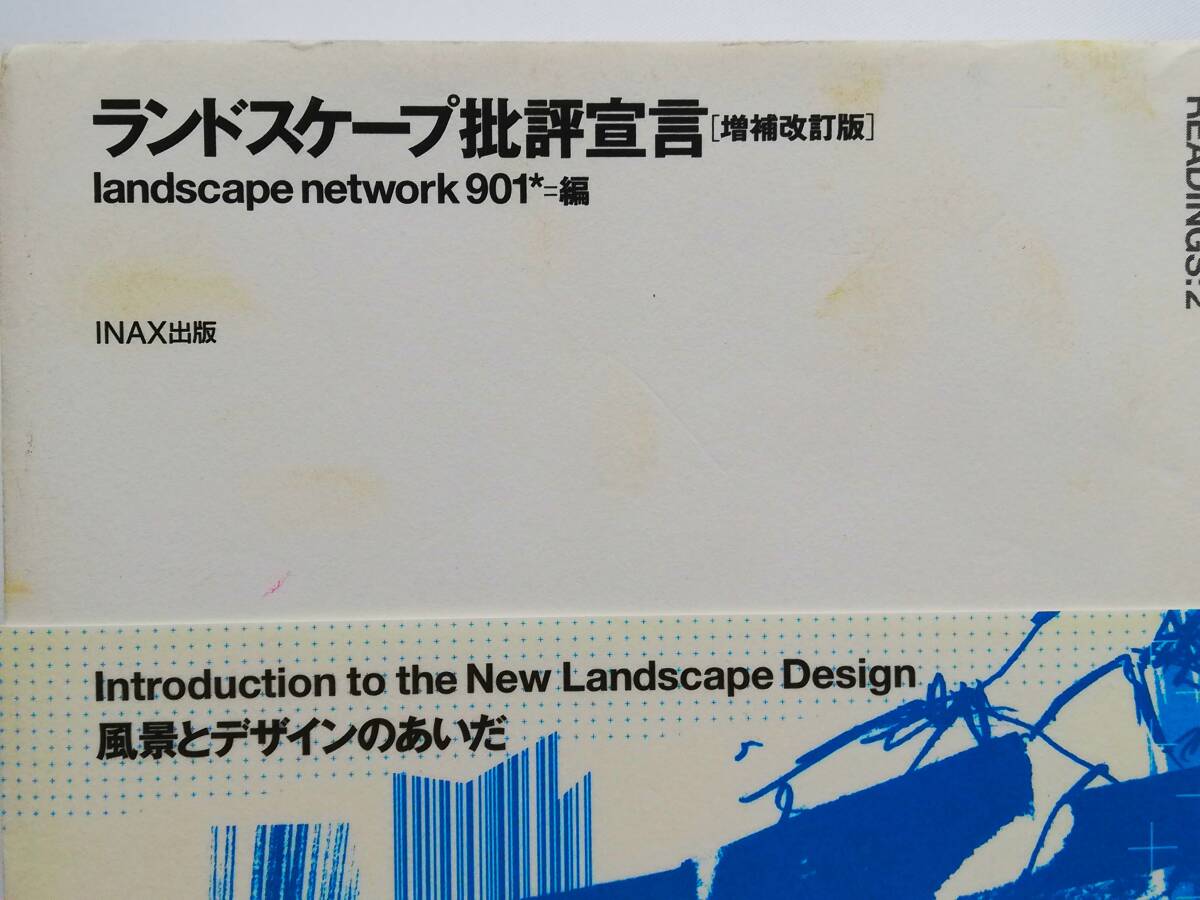 ランドスケープ批評宣言[増補改訂版]
landscape network 901*=編
INAX出版
READINGS:2
Introduction to the New Landscape Design
風景とデザインのあいだ